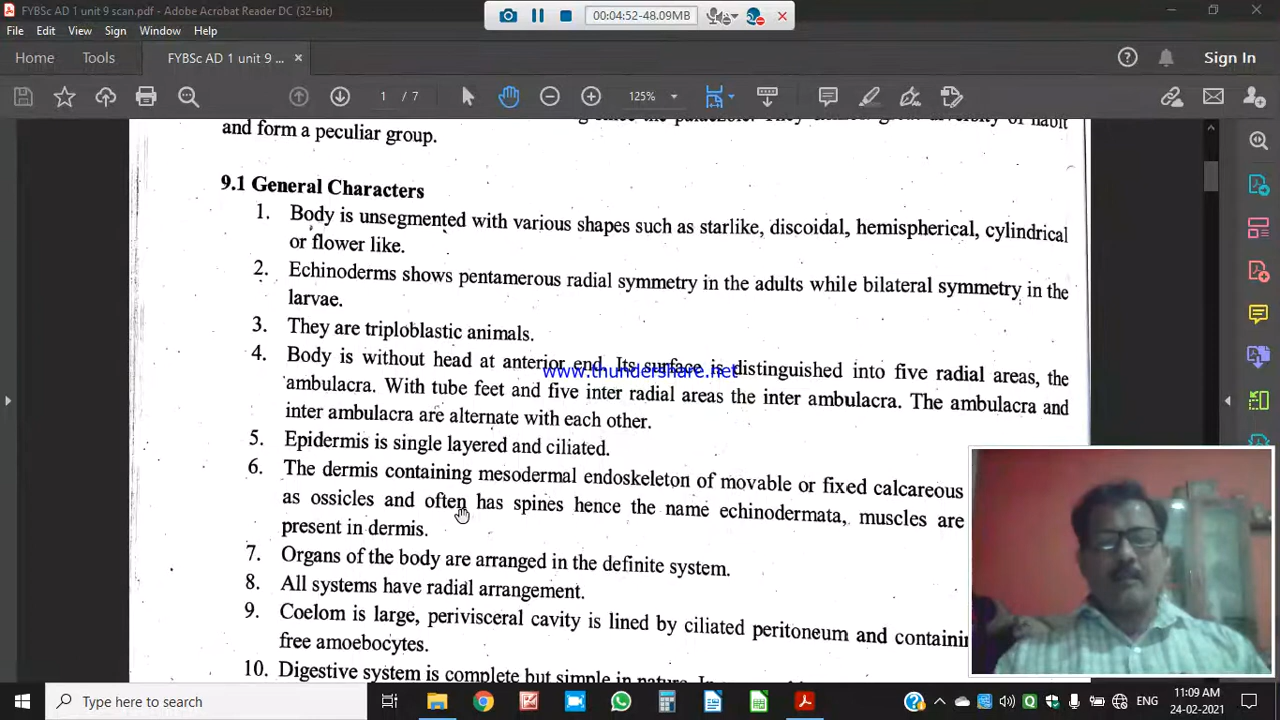 FYBSc AD 1 unit 9 scan.pdf - Adobe Acrobat Reader DC (32-bit)
00:04:52-48.09MB
File Edit View Sign Window Help
Home Tools FYBSc AD 1 unit 9 ... Sign In
1 / 7 125%
and form a peculiar group.
9.1 General Characters
1. Body is unsegmented with various shapes such as starlike, discoidal, hemispherical, cylindrical
or flower like.
2. Echinoderms shows pentamerous radial symmetry in the adults while bilateral symmetry in the
larvae.
3. They are triploblastic animals.
4. Body is without head at anterior end. Its surface is distinguished into five radial areas, the
www.thundershare.net
ambulacra. With tube feet and five inter radial areas the inter ambulacra. The ambulacra and
inter ambulacra are alternate with each other.
5. Epidermis is single layered and ciliated.
6. The dermis containing mesodermal endoskeleton of movable or fixed calcareous
as ossicles and often has spines hence the name echinodermata, muscles are
present in dermis.
7. Organs of the body are arranged in the definite system.
8. All systems have radial arrangement.
9. Coelom is large, perivisceral cavity is lined by ciliated peritoneum and
free amoebocytes.
10. Digestive system is complete but simple in nature.
Type here to search
ENG
11:09 AM
24-02-2021